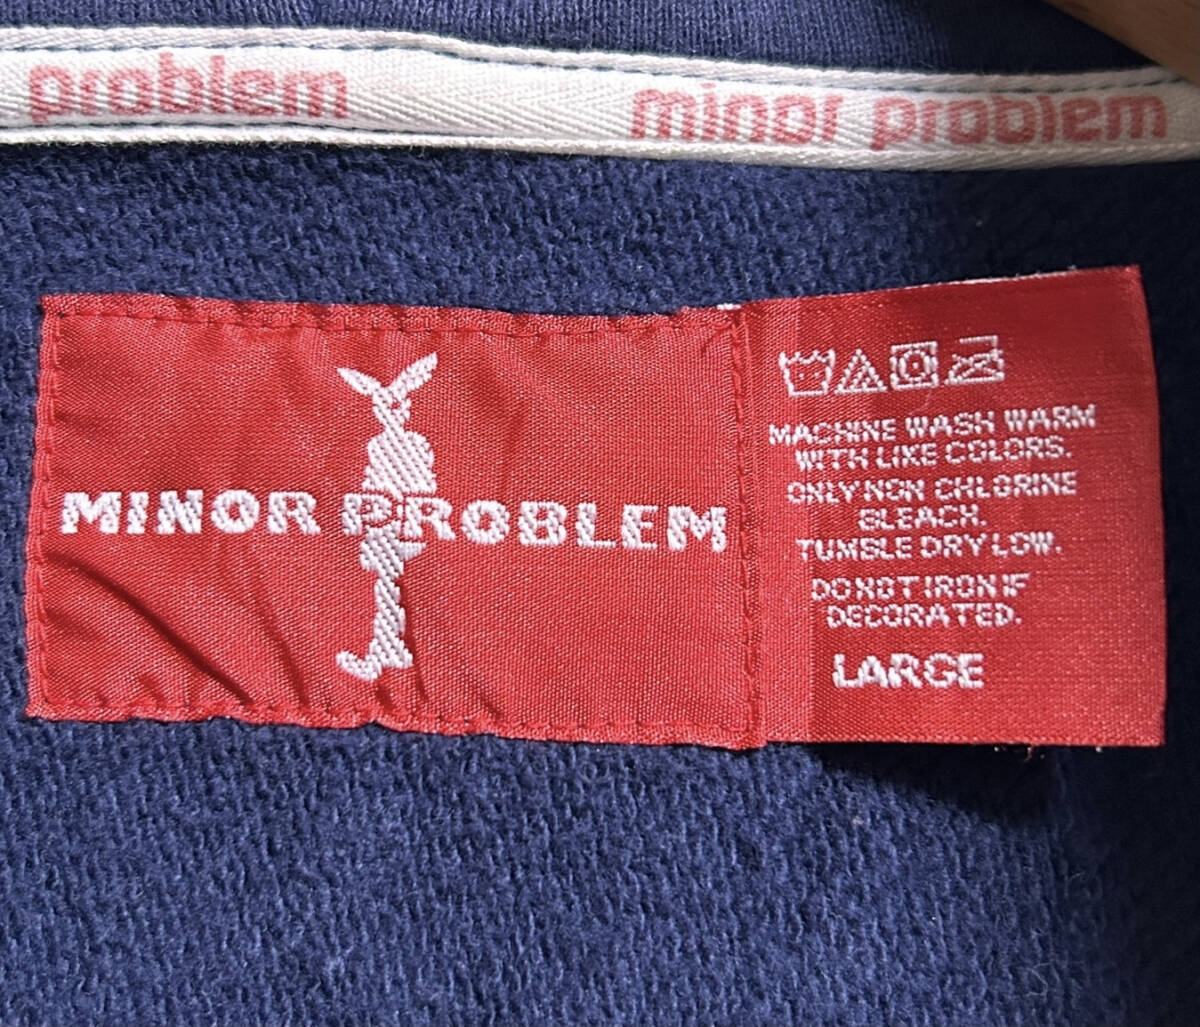 problem minor problem
MINOR PROBLEM
MACHINE WASH WARM
WITH LIKE COLORS.
ONLY NON CHLORINE
BLEACH.
TUMBLE DRY LOW.
DO NOT IRON IF
DECORATED.
LARGE